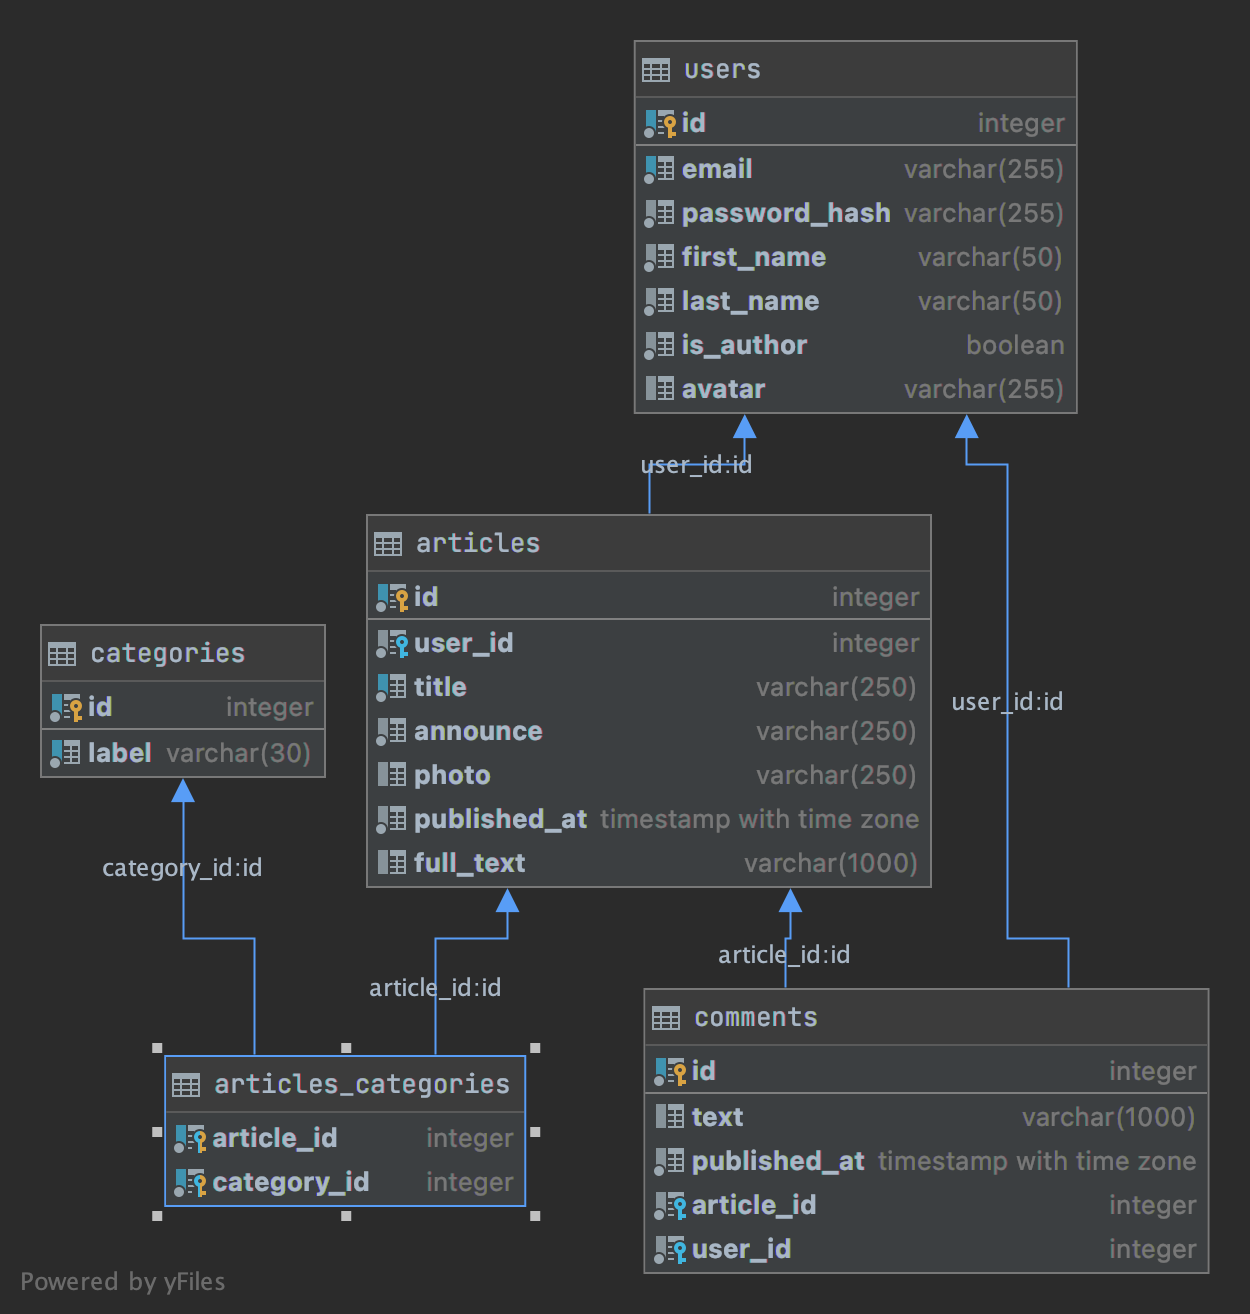 users
id integer
email varchar(255)
password_hash varchar(255)
first_name varchar(50)
last_name varchar(50)
is_author boolean
avatar varchar(255)
user_id:id
articles
id integer
user_id integer
title varchar(250)
announce varchar(250)
photo varchar(250)
published_at timestamp with time zone
full_text varchar(1000)
categories
id integer
label varchar(30)
user_id:id
category_id:id
article_id:id
article_id:id
articles_categories
article_id integer
category_id integer
comments
id integer
text varchar(1000)
published_at timestamp with time zone
article_id integer
user_id integer
Powered by yFiles